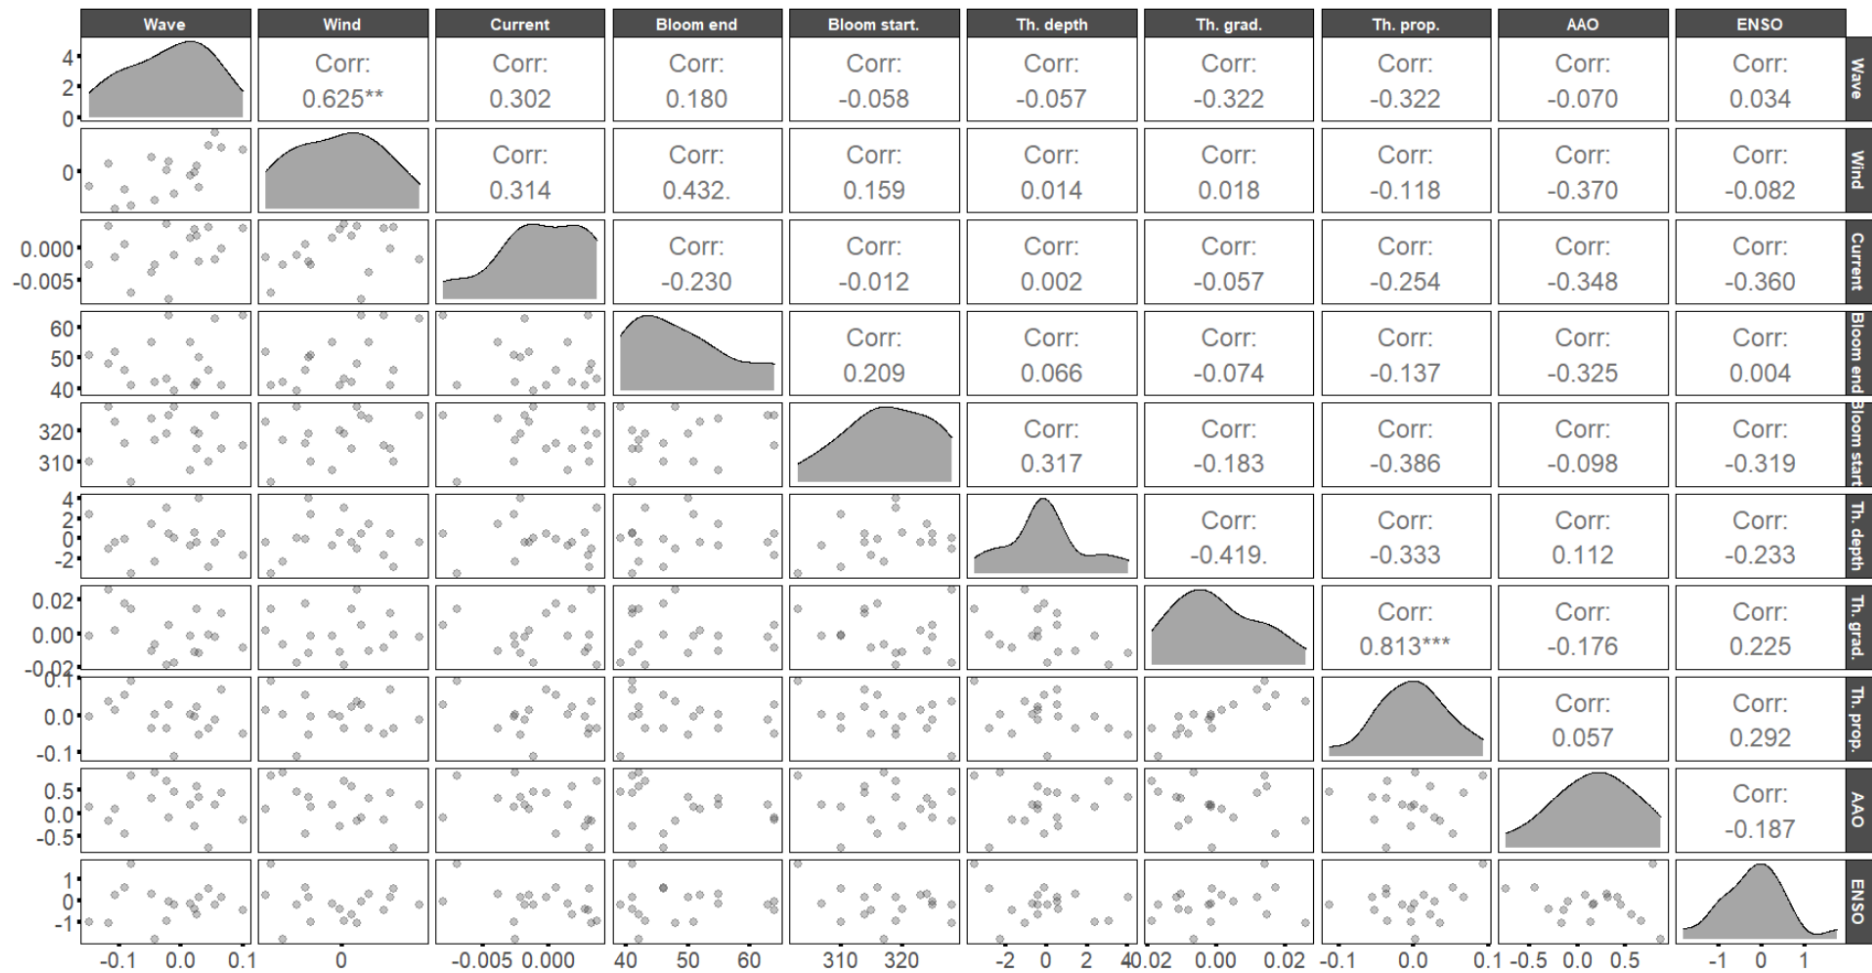 Wave Wind Current Bloom end Bloom start. Th. depth Th. grad. Th. prop. AAO ENSO
4
2
0
Corr: Corr: Corr: Corr: Corr: Corr: Corr: Corr: Corr:
0.625** 0.302 0.180 -0.058 -0.057 -0.322 -0.322 -0.070 0.034
Wave
0
Corr: Corr: Corr: Corr: Corr: Corr: Corr: Corr:
0.314 0.432. 0.159 0.014 0.018 -0.118 -0.370 -0.082
Wind
0.000
-0.005
Corr: Corr: Corr: Corr: Corr: Corr: Corr:
-0.230 -0.012 0.002 -0.057 -0.254 -0.348 -0.360
Current
60
50
40
Corr: Corr: Corr: Corr: Corr: Corr:
0.209 0.066 -0.074 -0.137 -0.325 0.004
Bloom end
320
310
Corr: Corr: Corr: Corr: Corr:
0.317 -0.183 -0.386 -0.098 -0.319
Bloom start
4
2
0
-2
Corr: Corr: Corr: Corr:
-0.419. -0.333 0.112 -0.233
Th. depth
0.02
0.00
-0.02
Corr: Corr: Corr:
0.813*** -0.176 0.225
Th. grad.
0.1
0.0
-0.1
Corr: Corr:
0.057 0.292
Th. prop.
0.5
0.0
-0.5
Corr:
-0.187
AAO
1
0
-1
ENSO
-0.1 0.0 0.1 0 -0.005 0.000 40 50 60 310 320 -2 0 2 4 0.02 0.00 0.02 -0.1 0.0 0.1 -0.5 0.0 0.5 -1 0 1